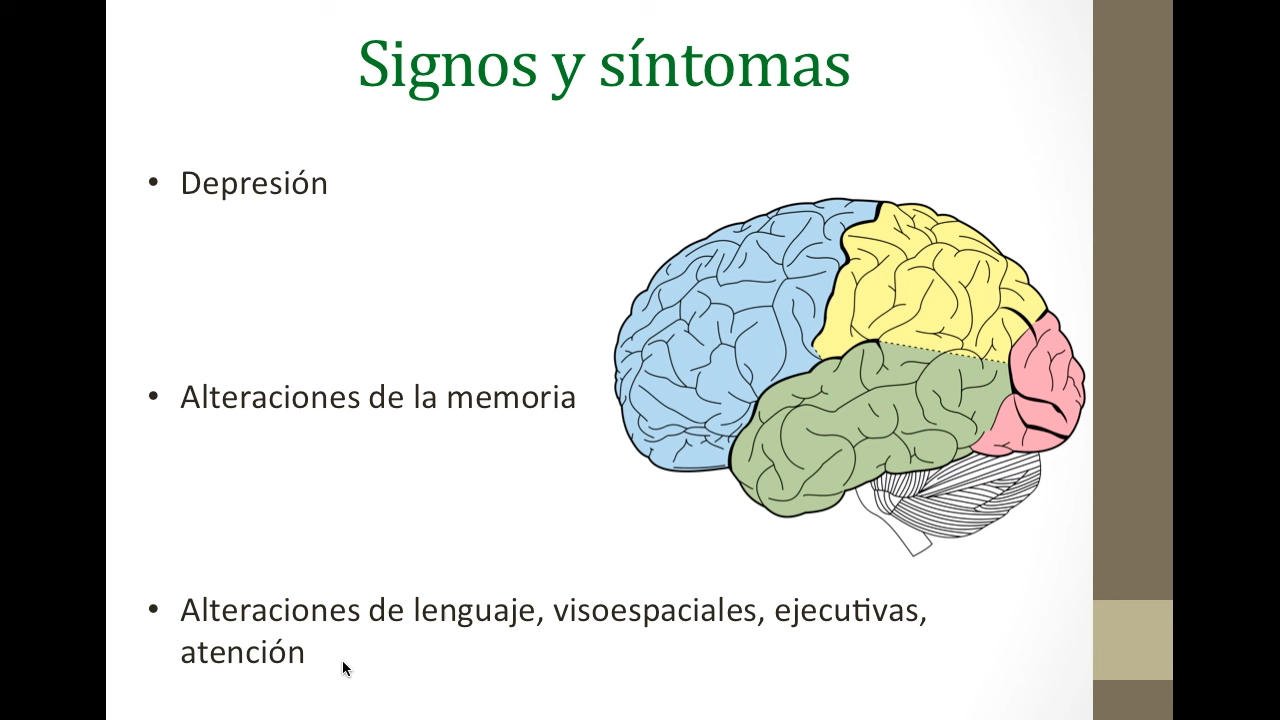 Signos y síntomas
• Depresión
• Alteraciones de la memoria
• Alteraciones de lenguaje, visoespaciales, ejecutivas,
atención